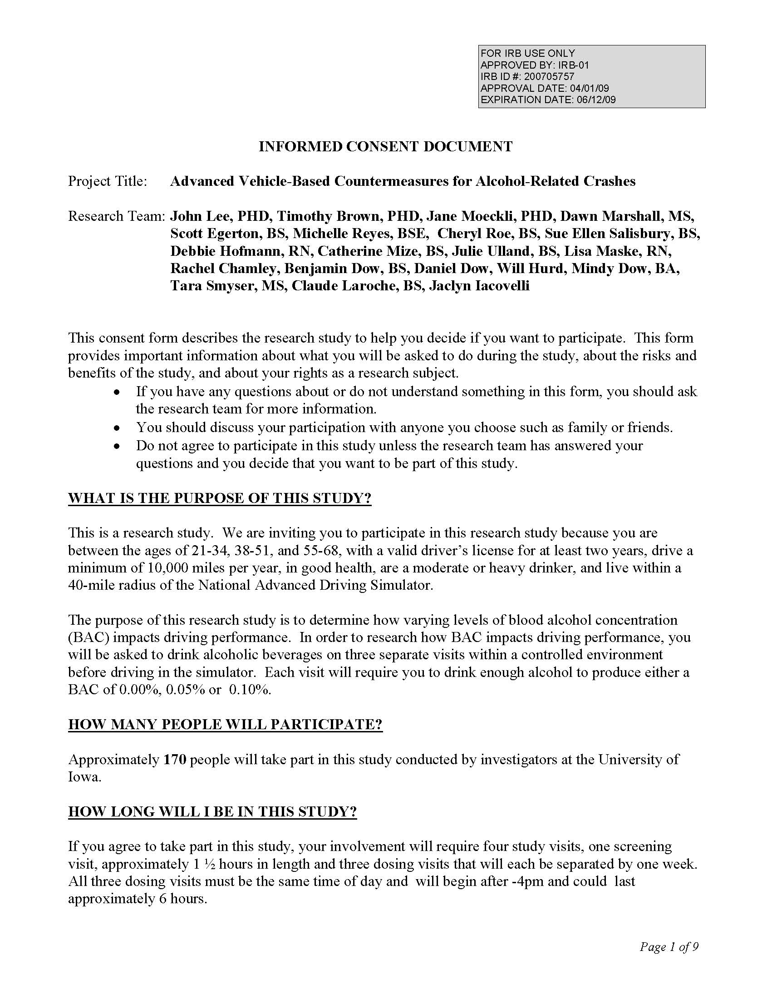 FOR IRB USE ONLY
APPROVED BY: IRB-01
IRB ID #: 200705757
APPROVAL DATE: 04/01/09
EXPIRATION DATE: 06/12/09
INFORMED CONSENT DOCUMENT
Project Title: Advanced Vehicle-Based Countermeasures for Alcohol-Related Crashes
Research Team: John Lee, PHD, Timothy Brown, PHD, Jane Moeckli, PHD, Dawn Marshall, MS,
Scott Egerton, BS, Michelle Reyes, BSE,  Cheryl Roe, BS, Sue Ellen Salisbury, BS,
Debbie Hofmann, RN, Catherine Mize, BS, Julie Ulland, BS, Lisa Maske, RN,
Rachel Chamley, Benjamin Dow, BS, Daniel Dow, Will Hurd, Mindy Dow, BA,
Tara Smyser, MS, Claude Laroche, BS, Jaclyn Iacovelli
This consent form describes the research study to help you decide if you want to participate.  This form
provides important information about what you will be asked to do during the study, about the risks and
benefits of the study, and about your rights as a research subject.
• If you have any questions about or do not understand something in this form, you should ask
the research team for more information.
• You should discuss your participation with anyone you choose such as family or friends.
• Do not agree to participate in this study unless the research team has answered your
questions and you decide that you want to be part of this study.
WHAT IS THE PURPOSE OF THIS STUDY?
This is a research study.  We are inviting you to participate in this research study because you are
between the ages of 21-34, 38-51, and 55-68, with a valid driver’s license for at least two years, drive a
minimum of 10,000 miles per year, in good health, are a moderate or heavy drinker, and live within a
40-mile radius of the National Advanced Driving Simulator.
The purpose of this research study is to determine how varying levels of blood alcohol concentration
(BAC) impacts driving performance.  In order to research how BAC impacts driving performance, you
will be asked to drink alcoholic beverages on three separate visits within a controlled environment
before driving in the simulator.  Each visit will require you to drink enough alcohol to produce either a
BAC of 0.00%, 0.05% or  0.10%.
HOW MANY PEOPLE WILL PARTICIPATE?
Approximately 170 people will take part in this study conducted by investigators at the University of
Iowa.
HOW LONG WILL I BE IN THIS STUDY?
If you agree to take part in this study, your involvement will require four study visits, one screening
visit, approximately 1 ½ hours in length and three dosing visits that will each be separated by one week.
All three dosing visits must be the same time of day and  will begin after -4pm and could  last
approximately 6 hours.
Page 1 of 9